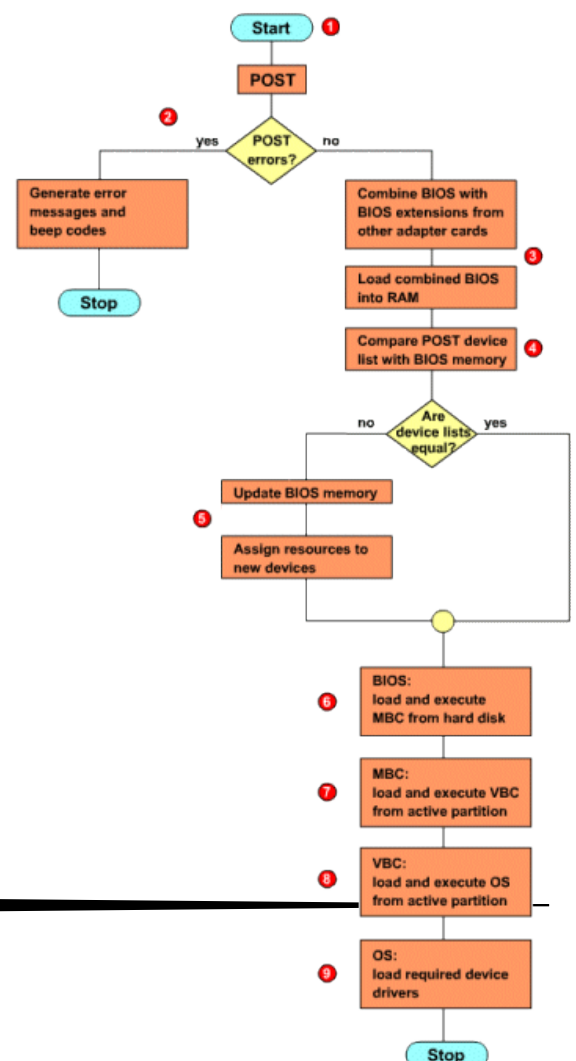 Start 1
POST
2
yes
POST
errors?
no
Generate error
messages and
beep codes
Stop
Combine BIOS with
BIOS extensions from
other adapter cards
3
Load combined BIOS
into RAM
Compare POST device
list with BIOS memory
4
no
Are
device lists
equal?
yes
Update BIOS memory
5
Assign resources to
new devices
6
BIOS:
load and execute
MBC from hard disk
7
MBC:
load and execute VBC
from active partition
8
VBC:
load and execute OS
from active partition
9
OS:
load required device
drivers
Stop